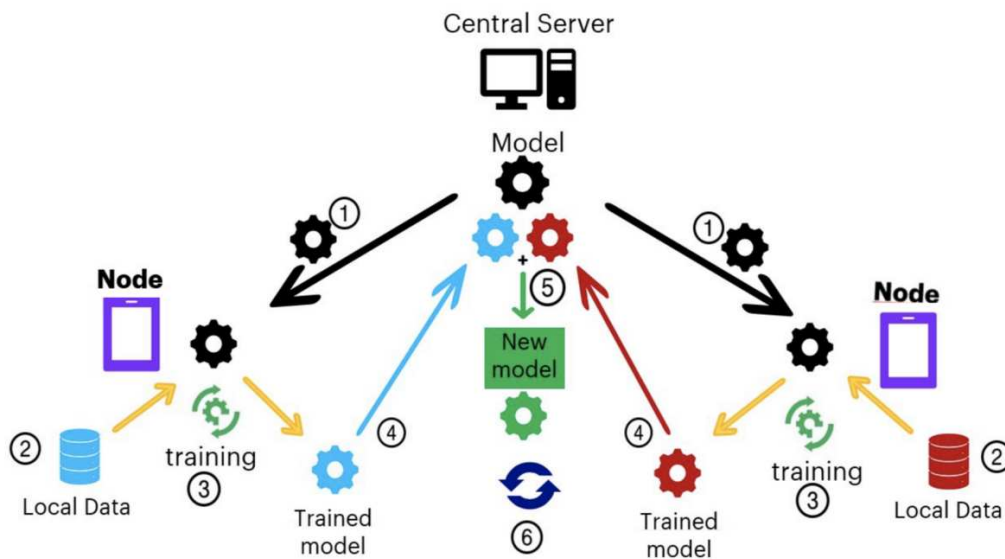 Central Server
Model
①
①
+
⑤
Node
Node
New
model
②
Local Data
training
③
④
Trained
model
⑥
④
Trained
model
training
③
②
Local Data